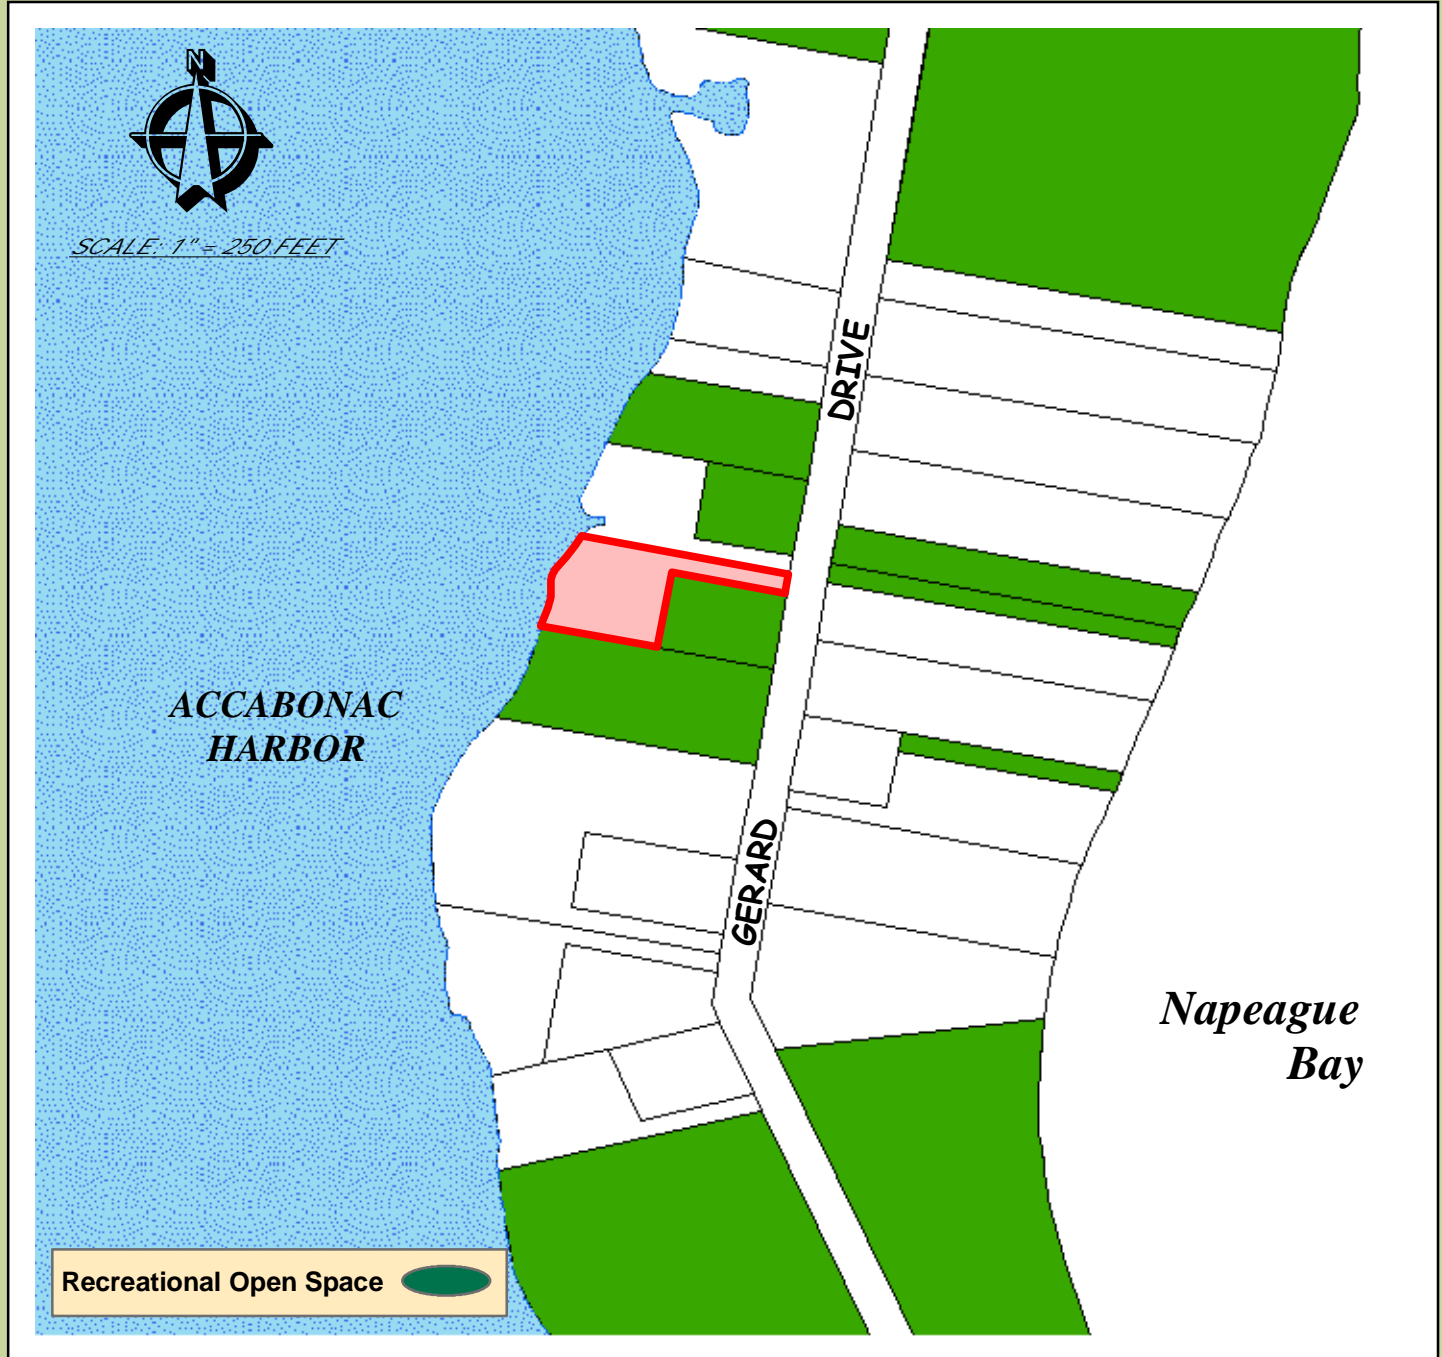 N
SCALE: 1" = 250 FEET
DRIVE
ACCABONAC
HARBOR
GERARD
Napeague
Bay
Recreational Open Space